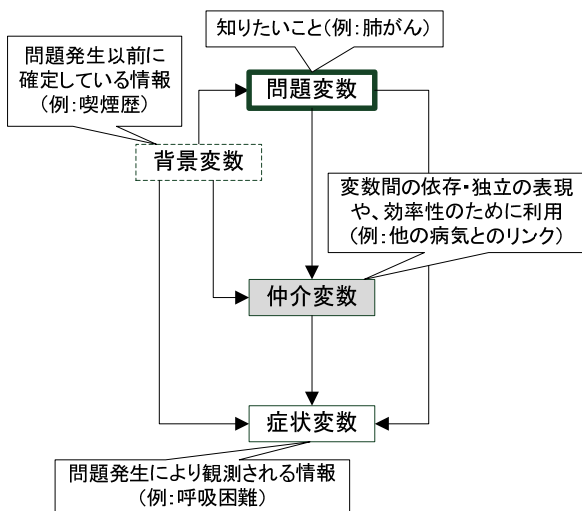 知りたいこと(例:肺がん)
問題発生以前に
確定している情報
(例:喫煙歴)
問題変数
背景変数
変数間の依存・独立の表現
や、効率性のために利用
(例:他の病気とのリンク)
仲介変数
症状変数
問題発生により観測される情報
(例:呼吸困難)